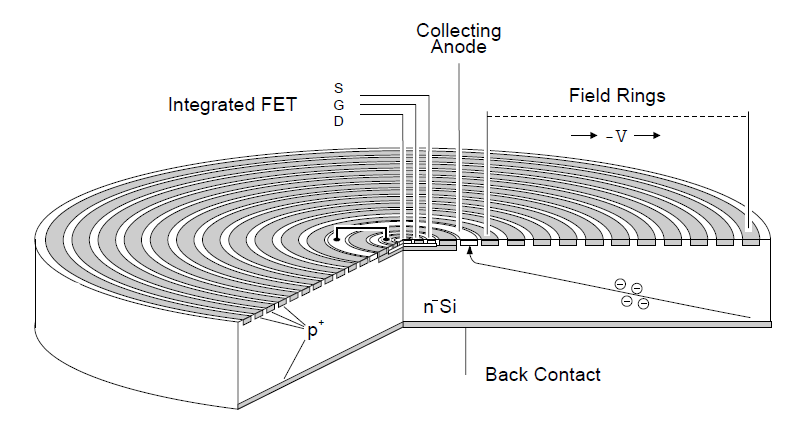 Collecting
Anode
Integrated FET
S
G
D
Field Rings
-V
n⁻Si
p⁺
Back Contact